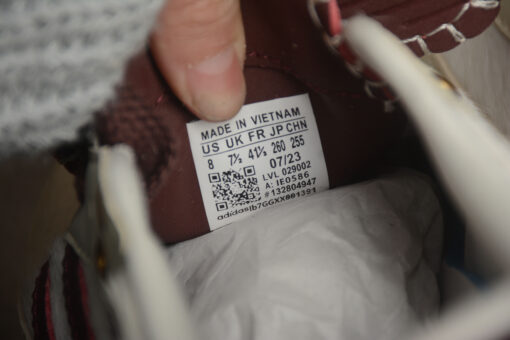 MADE IN VIETNAM
US UK FR JP CHN
8 7½ 41⅓ 260 255
07/23
LVL 029002
A: IE0586
#132804947